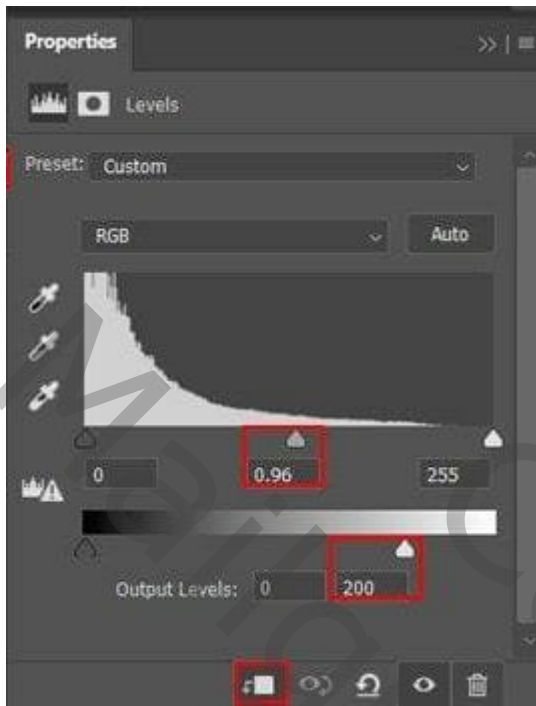 Properties
Levels
Preset: Custom
RGB Auto
0 0.96 255
Output Levels: 0 200